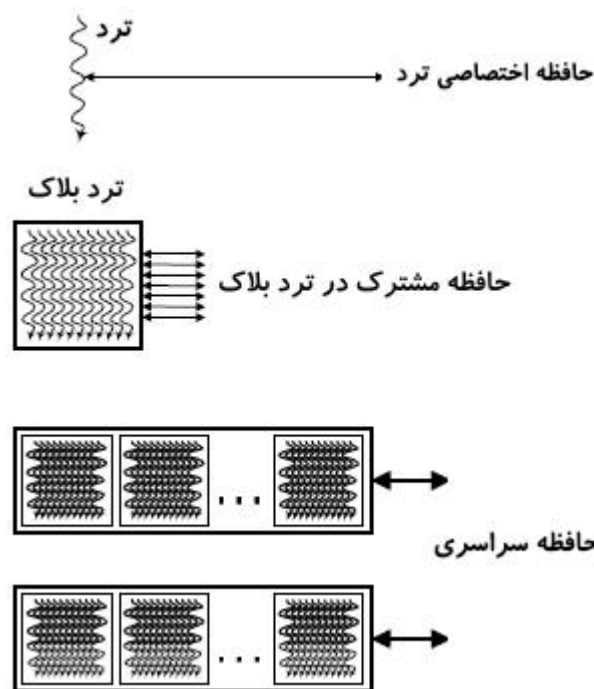 ترد
حافظه اختصاصی ترد
ترد بلاک
حافظه مشترک در ترد بلاک
...
حافظه سراسری
...